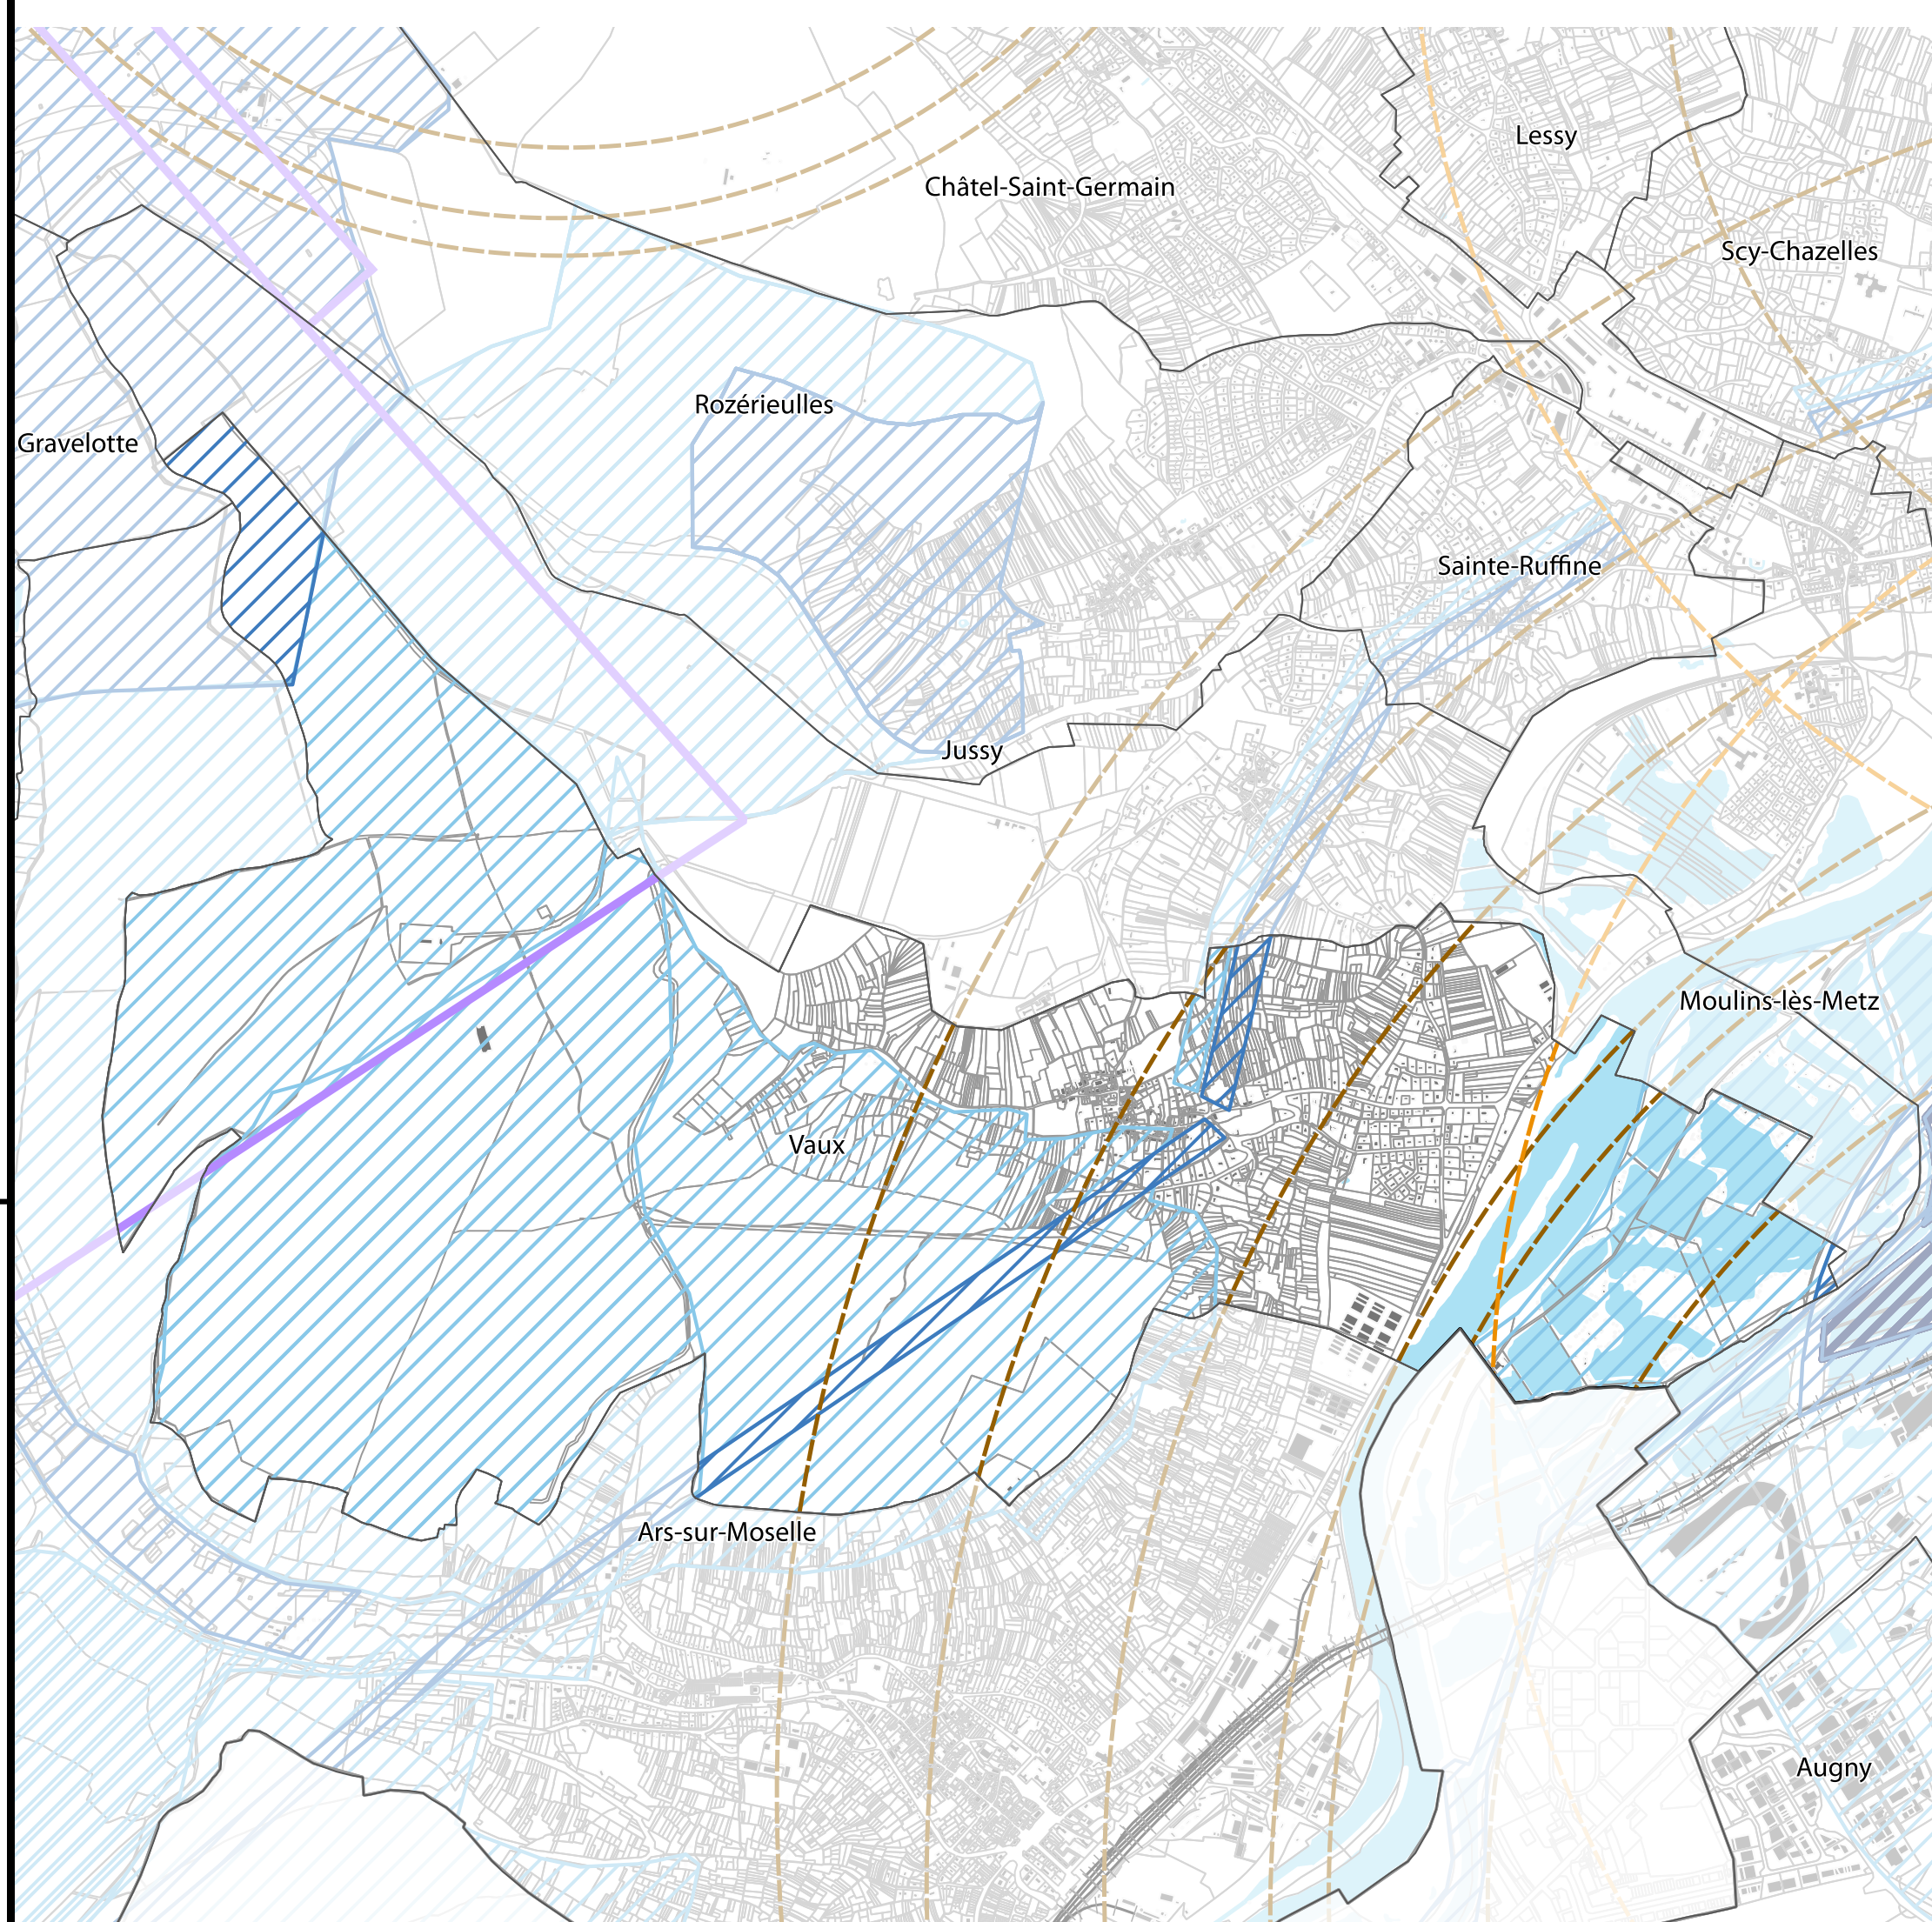 Lessy
Châtel-Saint-Germain
Scy-Chazelles
Rozérieulles
Gravelotte
Sainte-Ruffine
Jussy
Moulins-lès-Metz
Vaux
Ars-sur-Moselle
Augny